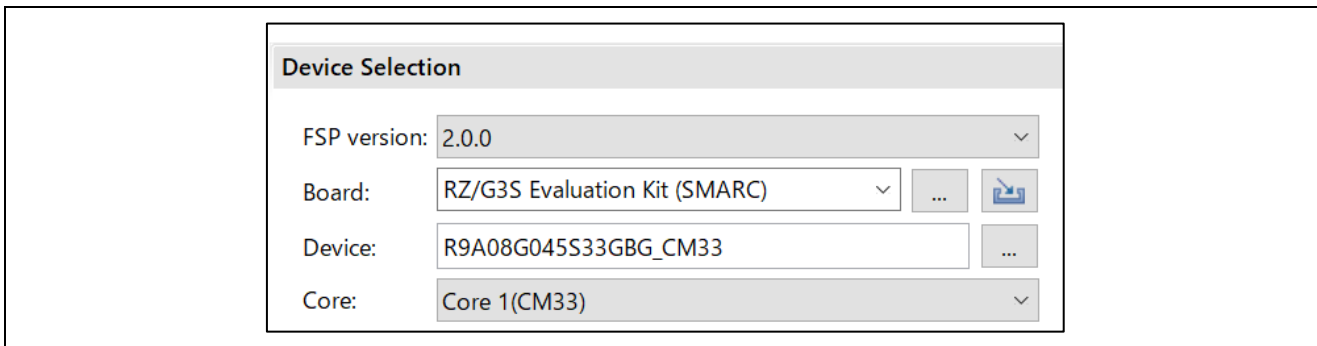 Device Selection
FSP version: 2.0.0
Board: RZ/G3S Evaluation Kit (SMARC) ...
Device: R9A08G045S33GBG_CM33 ...
Core: Core 1(CM33)